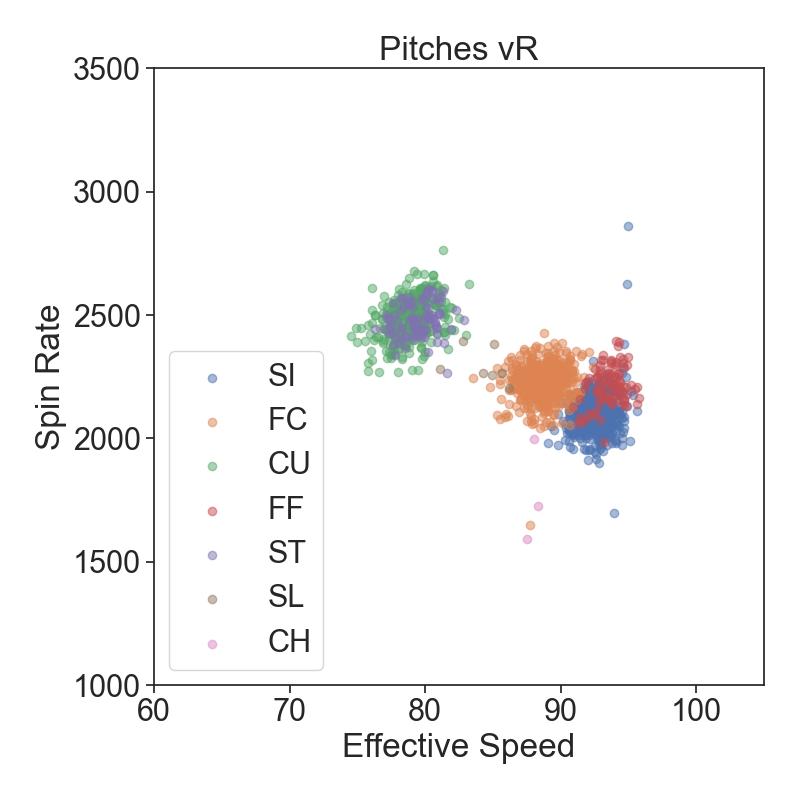 Pitches vR
3500
3000
2500
2000
1500
1000
Spin Rate
SI
FC
CU
FF
ST
SL
CH
60 70 80 90 100
Effective Speed